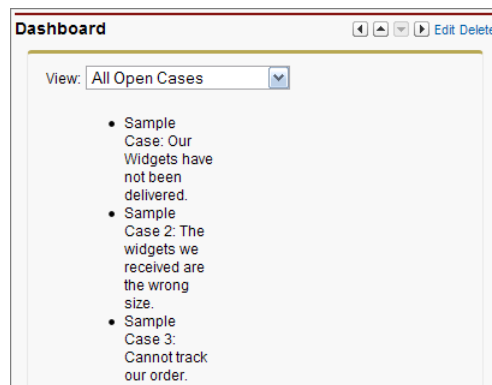 Dashboard
Edit Delete
View: All Open Cases
Sample
Case: Our
Widgets have
not been
delivered.
Sample
Case 2: The
widgets we
received are
the wrong
size.
Sample
Case 3:
Cannot track
our order.